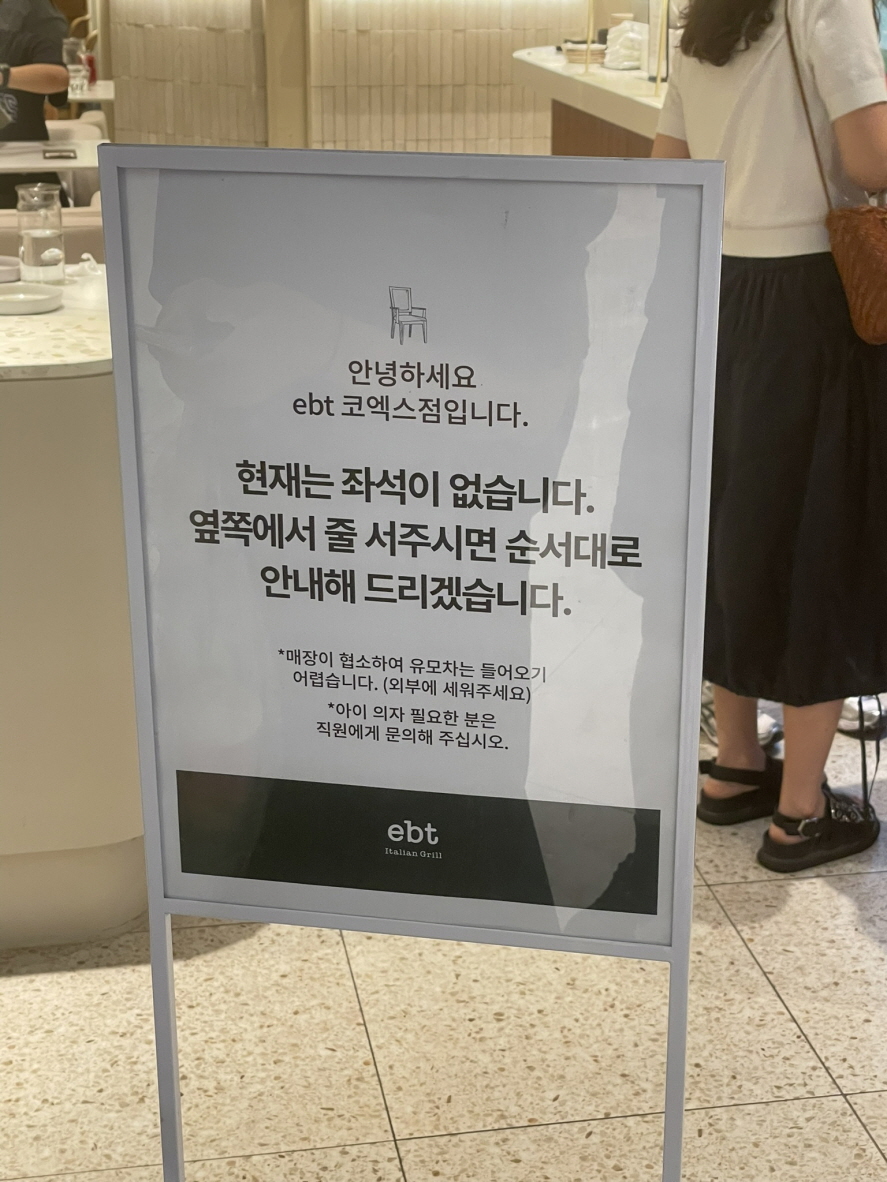 안녕하세요
ebt 코엑스점입니다.
현재는 좌석이 없습니다.
옆쪽에서 줄 서주시면 순서대로
안내해 드리겠습니다.
*매장이 협소하여 유모차는 들어오기
어렵습니다. (외부에 세워주세요)
*아이 의자 필요한 분은
직원에게 문의해 주십시오.
ebt
Italian Grill